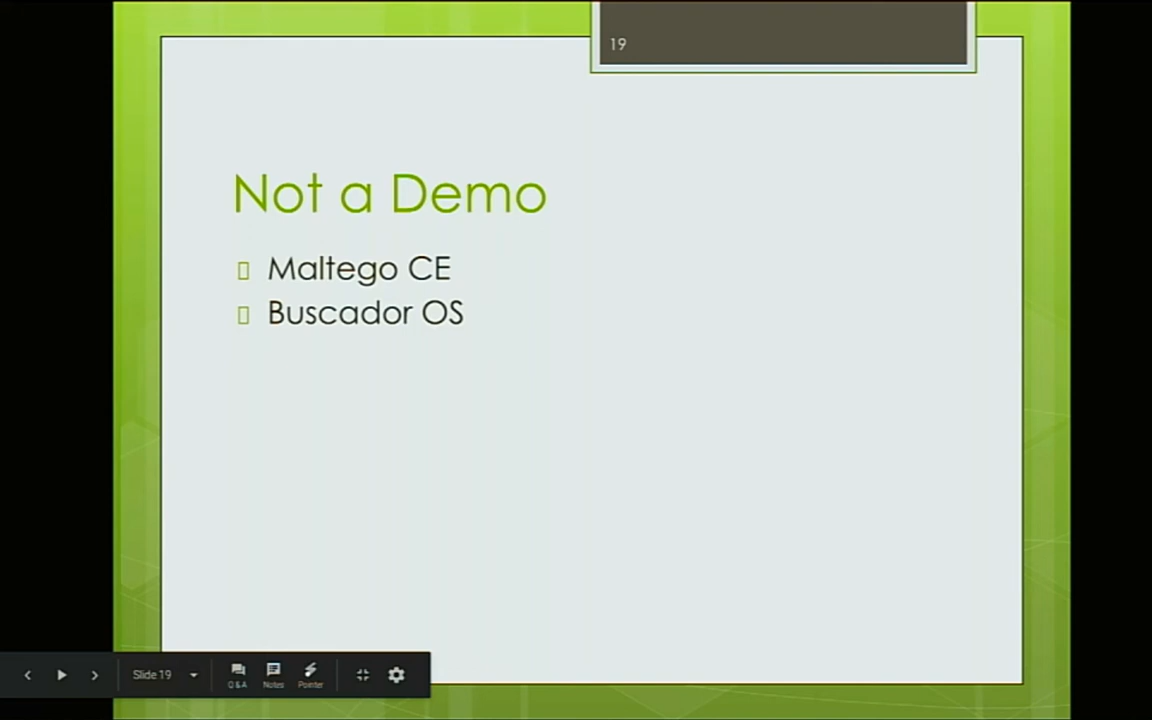 19
Not a Demo
Maltego CE
Buscador OS
Slide 19
Q&A
Notes
Pointer